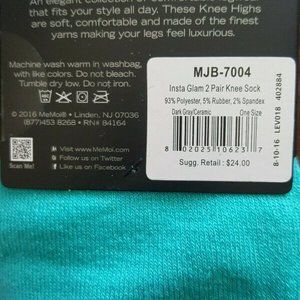 An elegant collection of
that fits your style all day. These Knee Highs
are soft, comfortable and made of the finest
yarns making your legs feel luxurious.
Machine wash warm in washbag,
with like colors. Do not bleach.
Tumble dry low. Do not iron.
© 2016 MeMoi® • Linden, NJ 07036
(877)453 8268 • RN# 84164
Scan Me!
Visit www.MeMoi.com
Follow us on Twitter
Like us on Facebook
MJB-7004
Insta Glam 2 Pair Knee Sock
93% Polyester, 5% Rubber, 2% Spandex
Dark Gray/Ceramic One Size
8 02023 10623 7
Sugg. Retail : $24.00
8-10-16 LEV018 402884